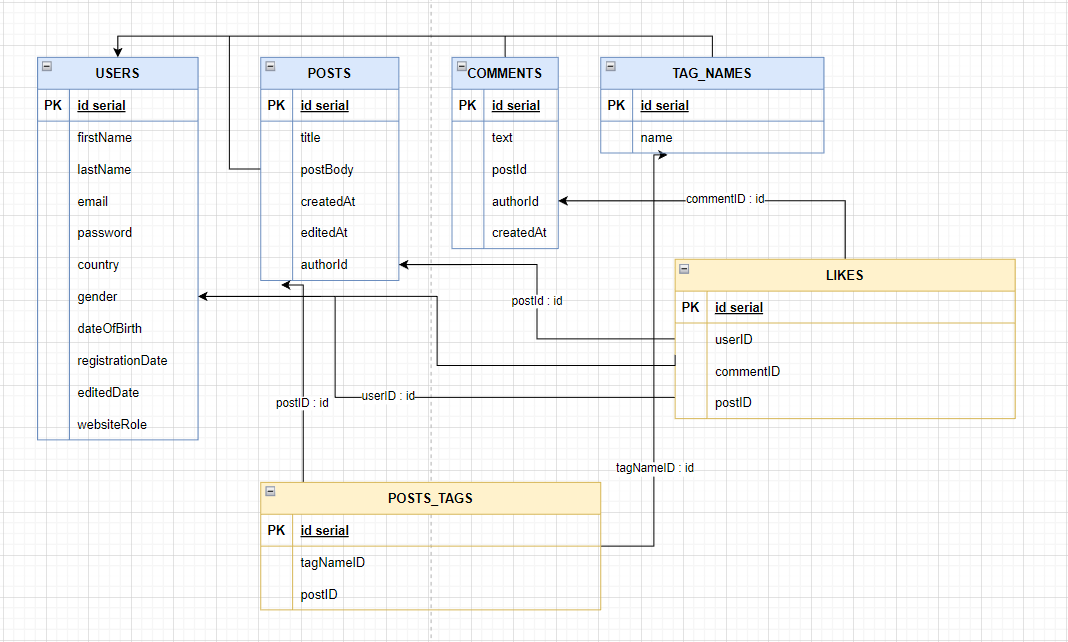 USERS
PK id serial
firstName
lastName
email
password
country
gender
dateOfBirth
registrationDate
editedDate
websiteRole
POSTS
PK id serial
title
postBody
createdAt
editedAt
authorId
COMMENTS
PK id serial
text
postId
authorId
createdAt
TAG_NAMES
PK id serial
name
commentID : id
LIKES
PK id serial
userID
commentID
postID
postId : id
postID : id
userID : id
tagNameID : id
POSTS_TAGS
PK id serial
tagNameID
postID